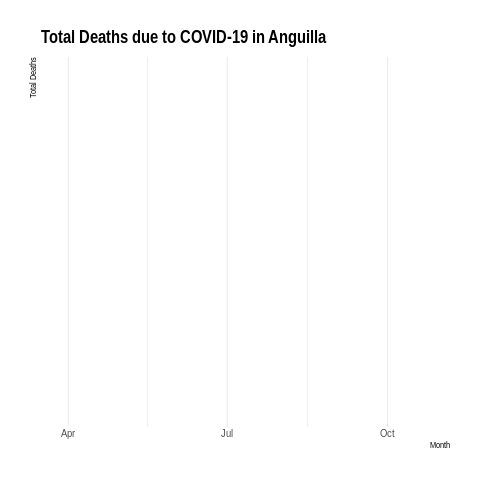 Total Deaths due to COVID-19 in Anguilla
Total Deaths
Apr Jul Oct
Month